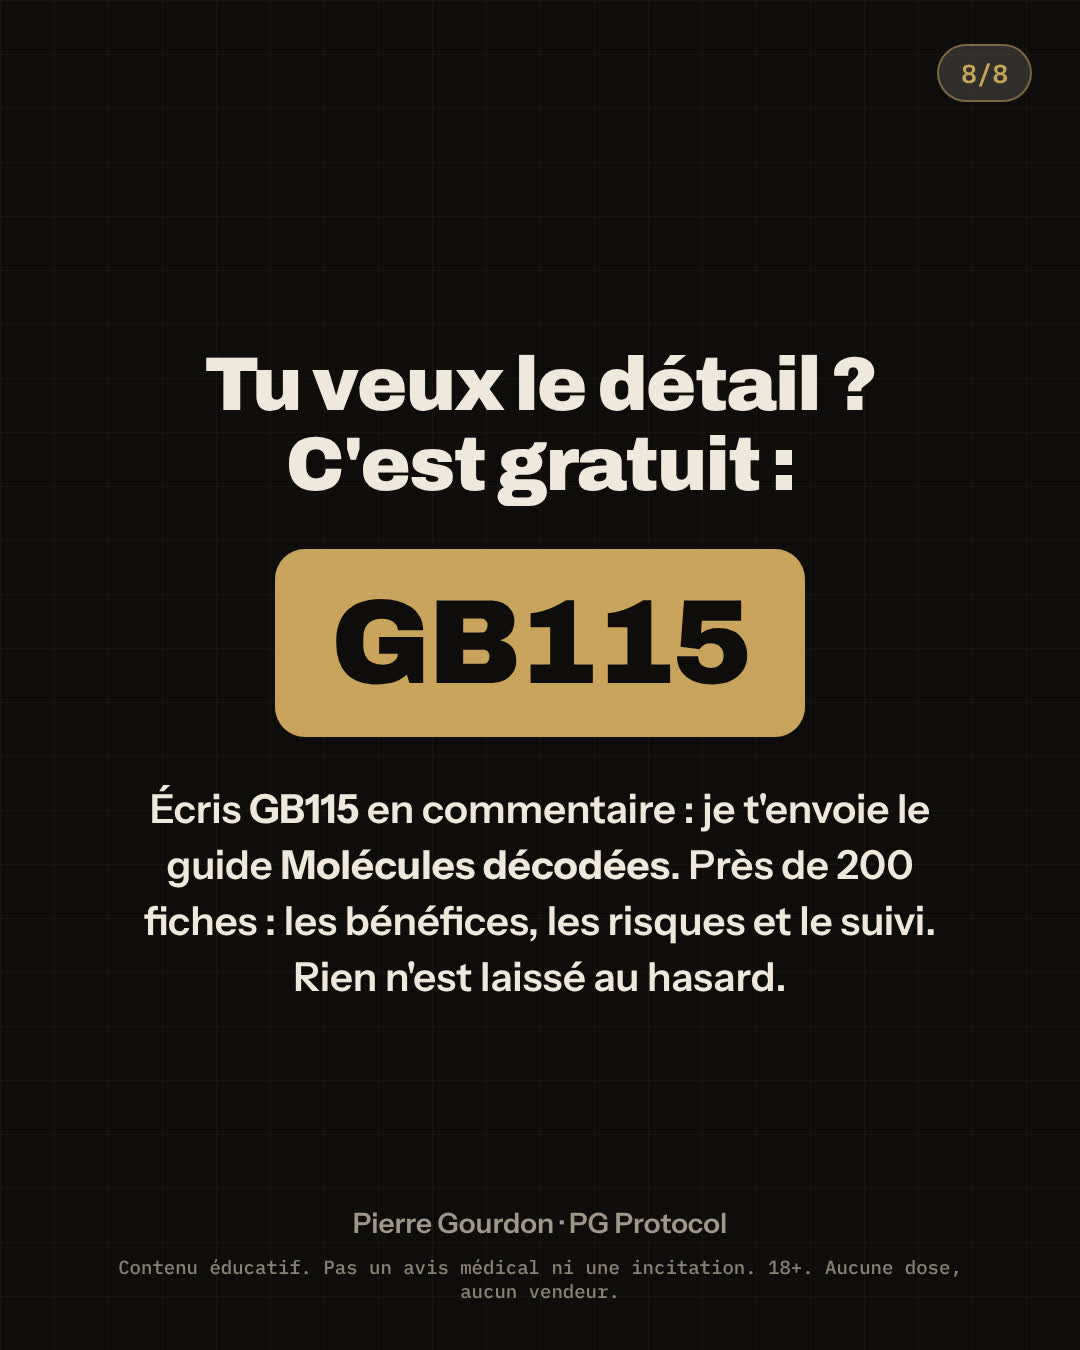 8/8
Tu veux le détail ?
C'est gratuit :
GB115
Écris GB115 en commentaire : je t'envoie le
guide Molécules décodées. Près de 200
fiches : les bénéfices, les risques et le suivi.
Rien n'est laissé au hasard.
Pierre Gourdon · PG Protocol
Contenu éducatif. Pas un avis médical ni une incitation. 18+. Aucune dose,
aucun vendeur.